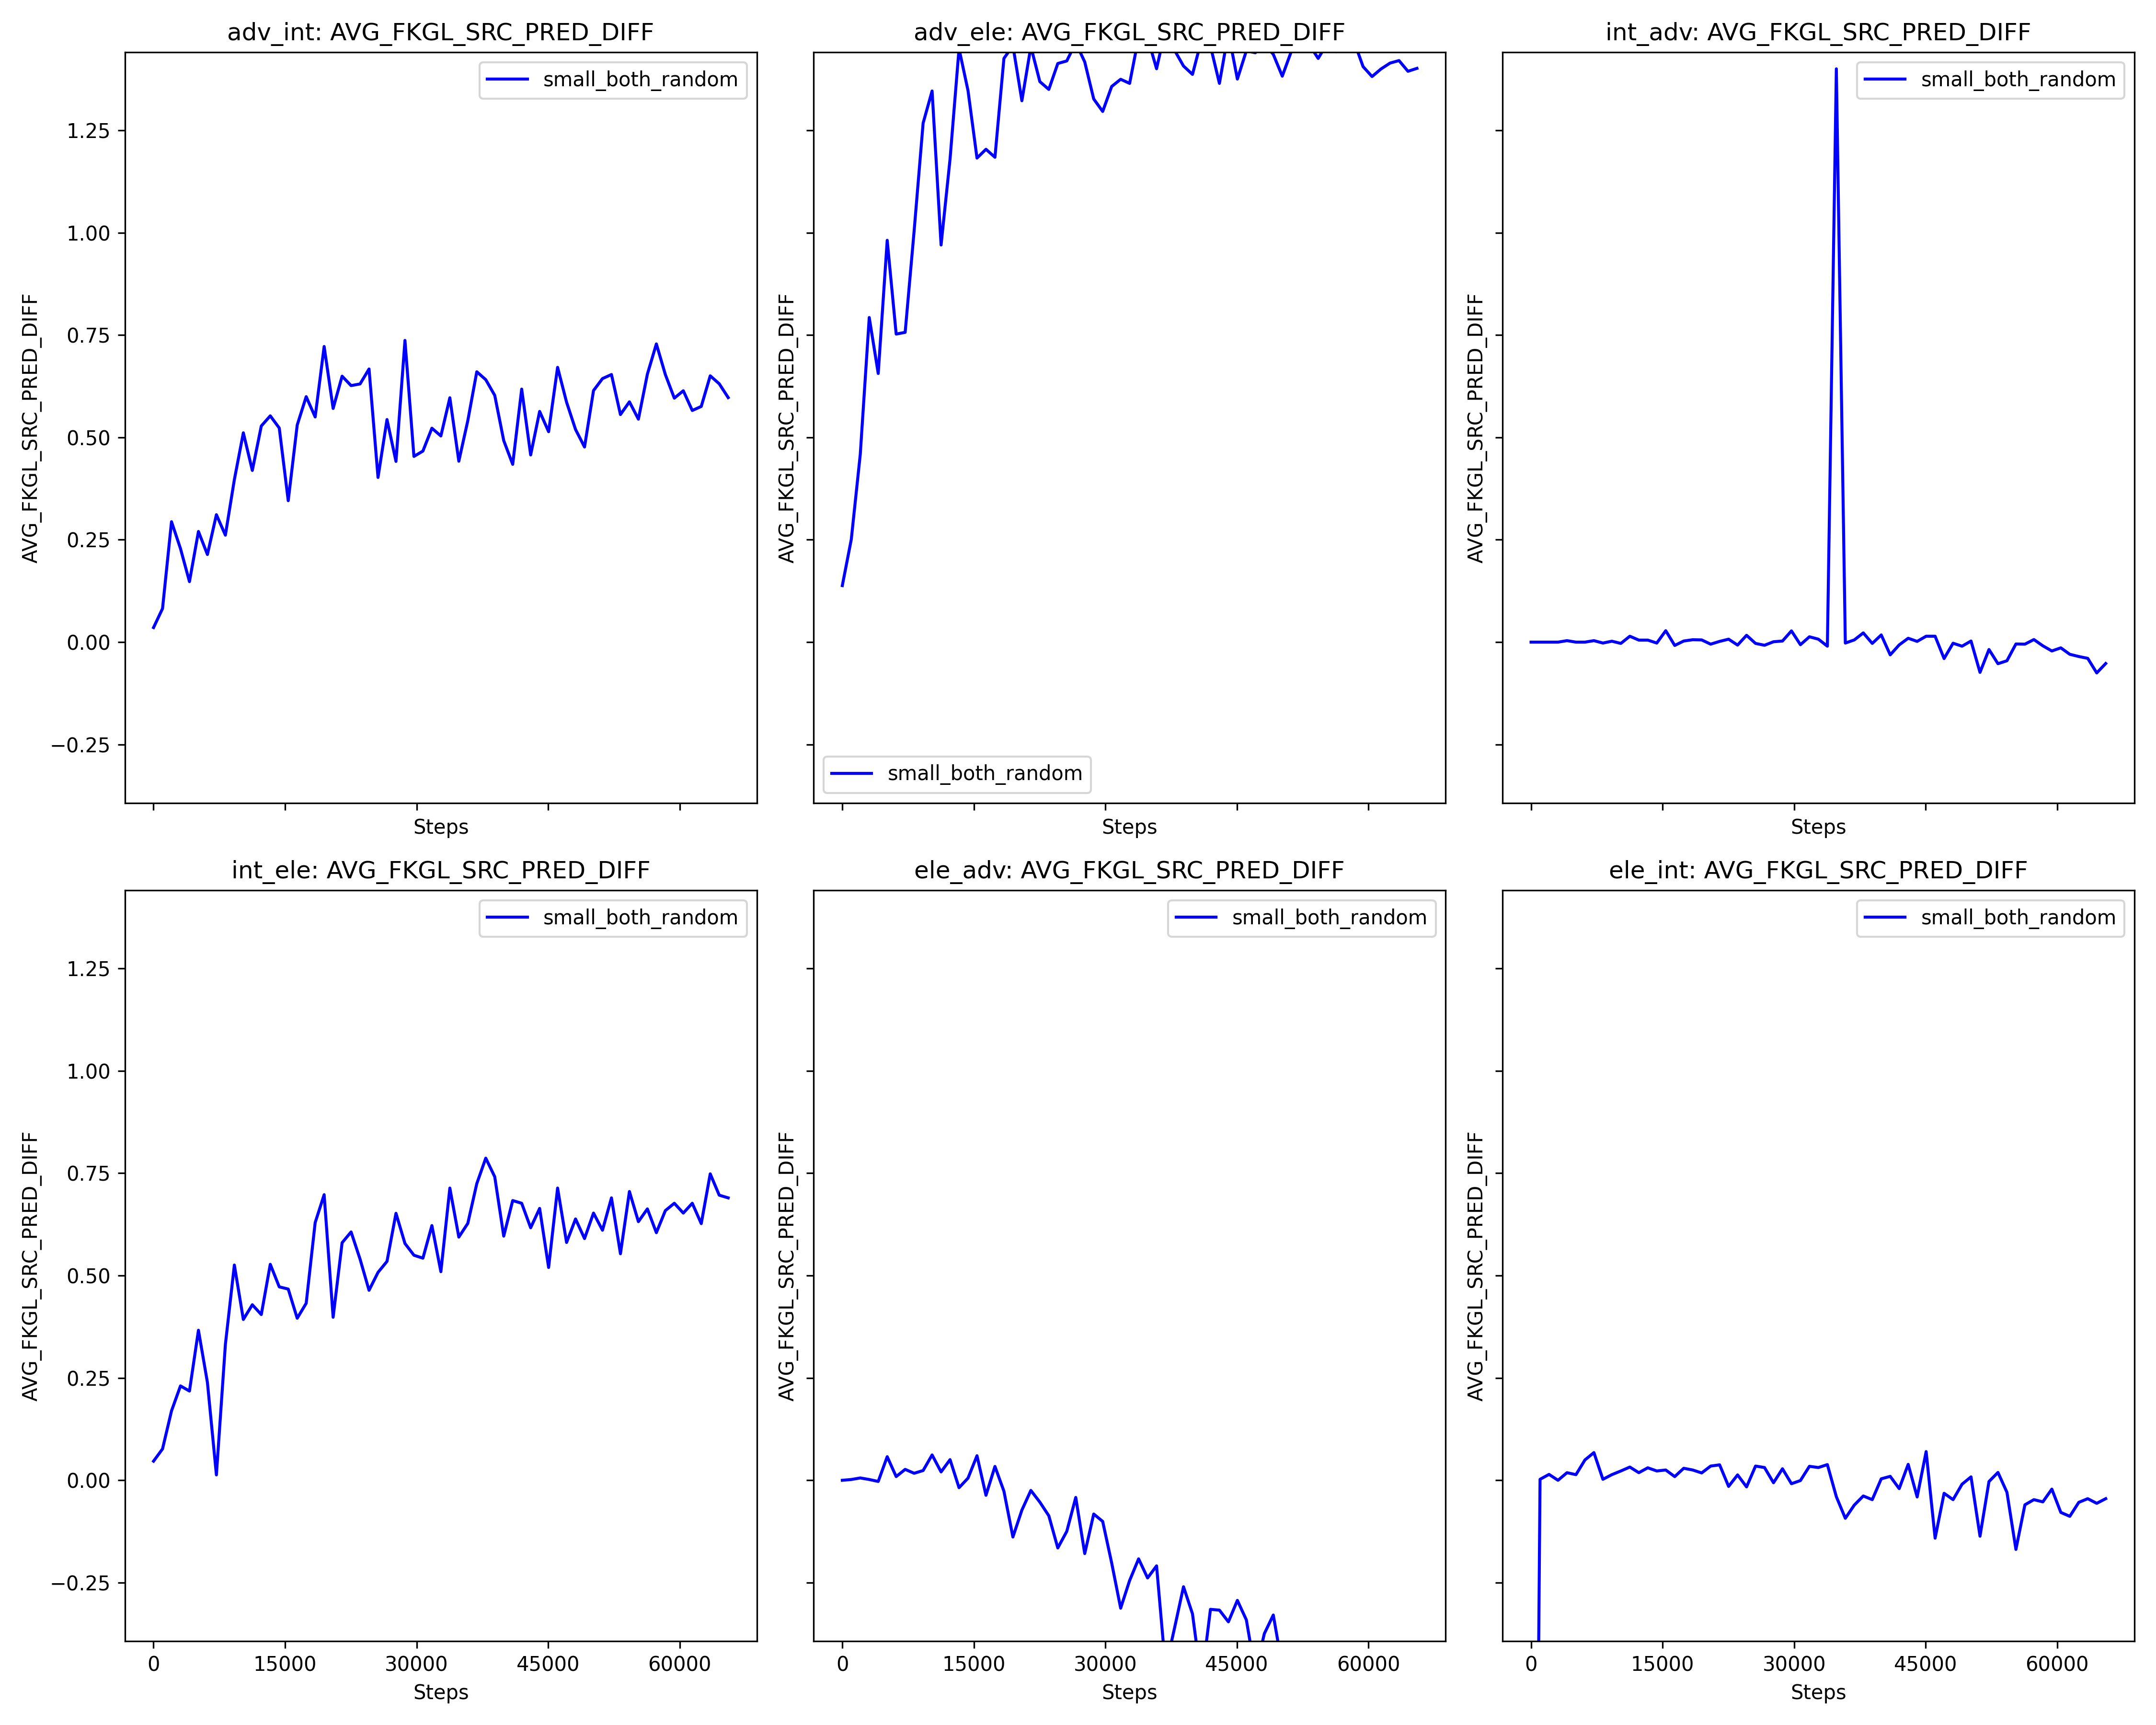 adv_int: AVG_FKGL_SRC_PRED_DIFF
small_both_random
AVG_FKGL_SRC_PRED_DIFF
1.25
1.00
0.75
0.50
0.25
0.00
−0.25
Steps
adv_ele: AVG_FKGL_SRC_PRED_DIFF
AVG_FKGL_SRC_PRED_DIFF
small_both_random
Steps
int_adv: AVG_FKGL_SRC_PRED_DIFF
small_both_random
AVG_FKGL_SRC_PRED_DIFF
Steps
int_ele: AVG_FKGL_SRC_PRED_DIFF
small_both_random
AVG_FKGL_SRC_PRED_DIFF
1.25
1.00
0.75
0.50
0.25
0.00
−0.25
0 15000 30000 45000 60000
Steps
ele_adv: AVG_FKGL_SRC_PRED_DIFF
small_both_random
AVG_FKGL_SRC_PRED_DIFF
0 15000 30000 45000 60000
Steps
ele_int: AVG_FKGL_SRC_PRED_DIFF
small_both_random
AVG_FKGL_SRC_PRED_DIFF
0 15000 30000 45000 60000
Steps